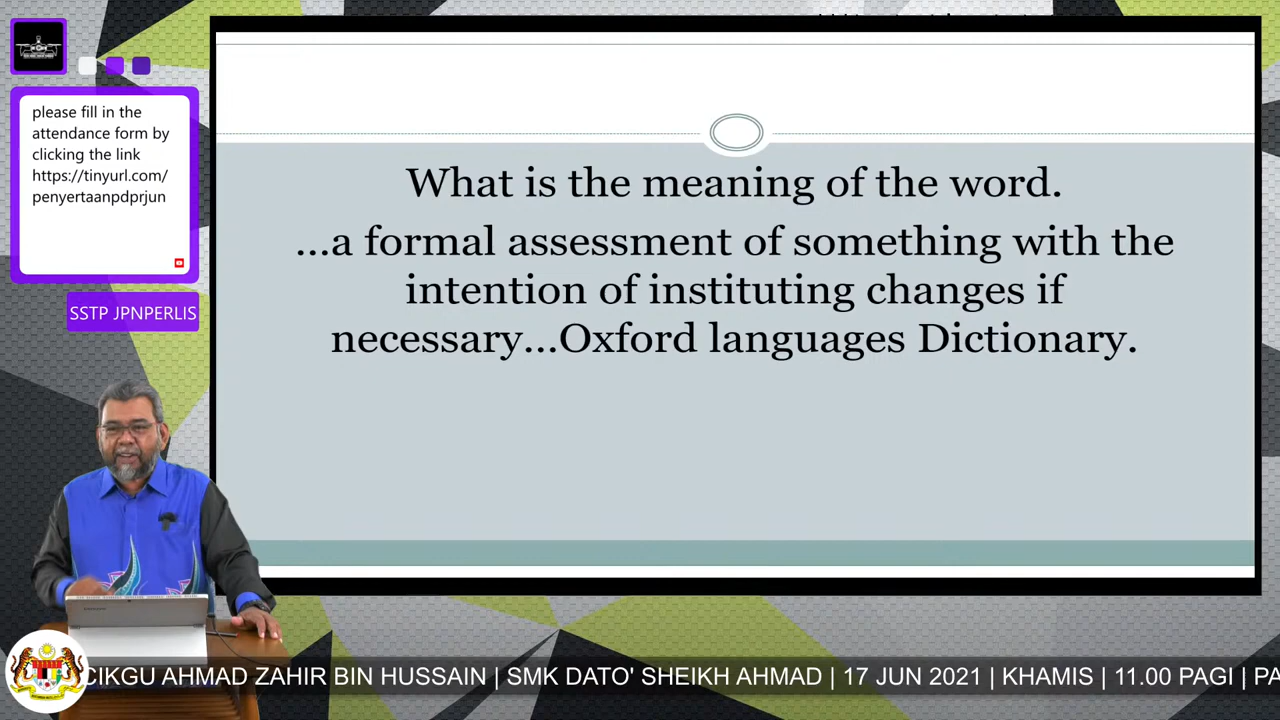 please fill in the
attendance form by
clicking the link
https://tinyurl.com/
penyertaanpdprjun
SSTP JPNPERLIS
What is the meaning of the word.
...a formal assessment of something with the
intention of instituting changes if
necessary...Oxford languages Dictionary.
CIKGU AHMAD ZAHIR BIN HUSSAIN | SMK DATO' SHEIKH AHMAD | 17 JUN 2021 | KHAMIS | 11.00 PAGI | PA